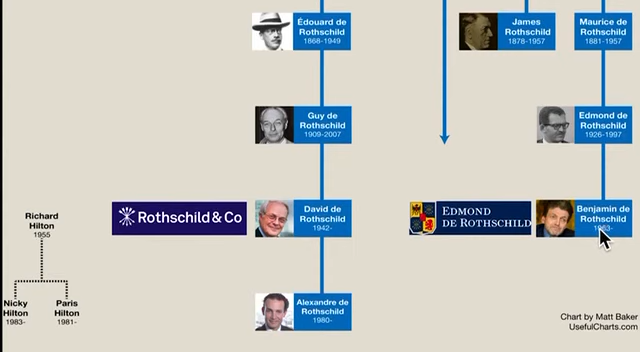 Édouard de
Rothschild
1868-1949
James
Rothschild
1878-1957
Maurice de
Rothschild
1881-1957
Guy de
Rothschild
1909-2007
Edmond de
Rothschild
1926-1997
Rothschild & Co
David de
Rothschild
1942-
EDMOND
DE ROTHSCHILD
Benjamin de
Rothschild
Richard
Hilton
1955
Nicky
Hilton
1983-
Paris
Hilton
1981-
Alexandre de
Rothschild
1980-
Chart by Matt Baker
UsefulCharts.com